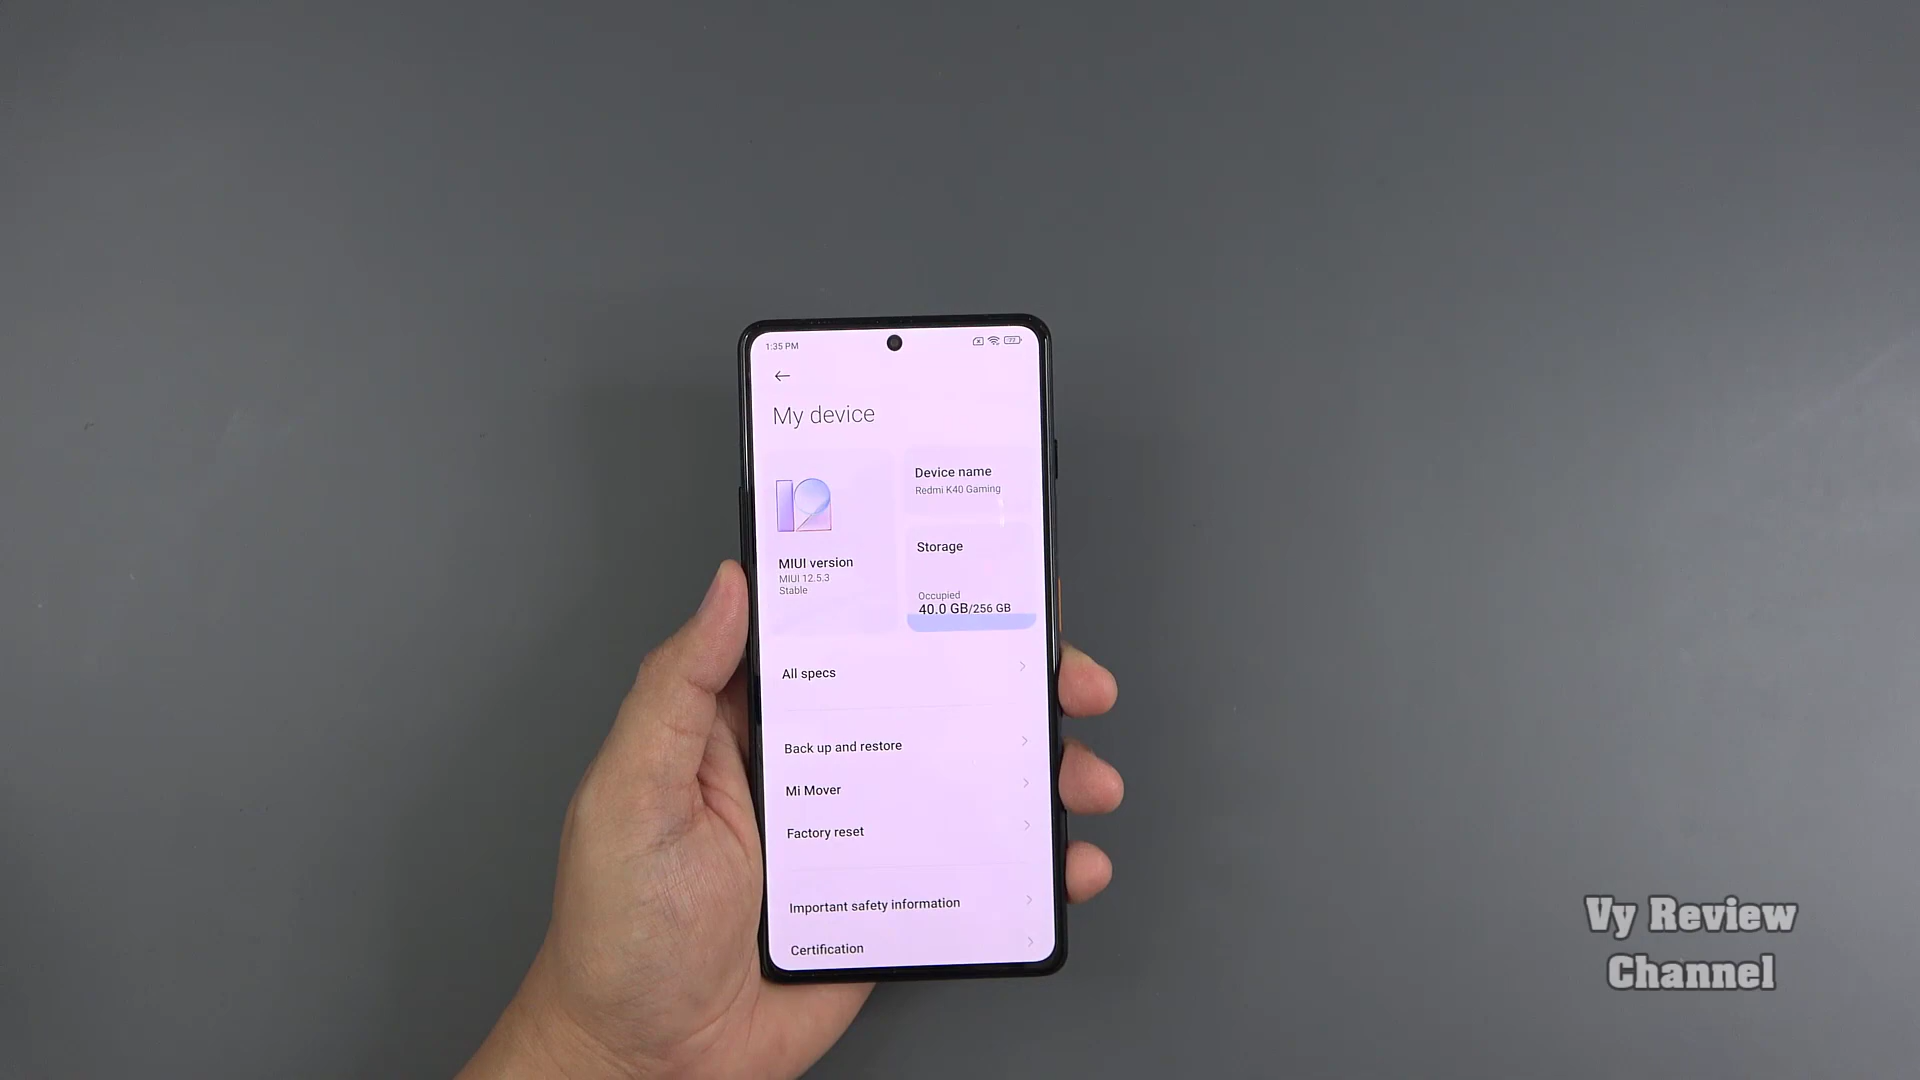 1:35 PM
77
My device
12
MIUI version
MIUI 12.5.3
Stable
Device name
Redmi K40 Gaming
Storage
Occupied
40.0 GB/256 GB
All specs
Back up and restore
Mi Mover
Factory reset
Important safety information
Certification
Vy Review
Channel